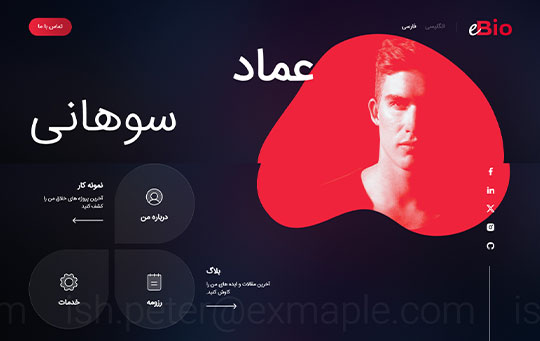 eBio
فارسی
انگلیسی
تماس با ما
عماد
سوهانی
درباره من
نمونه کار
آخرین پروژه های خلاق من را
کشف کنید
رزومه
خدمات
بلاگ
آخرین مقالات و ایده های من را
کاوش کنید.
m ish.peter@exmaple.com is